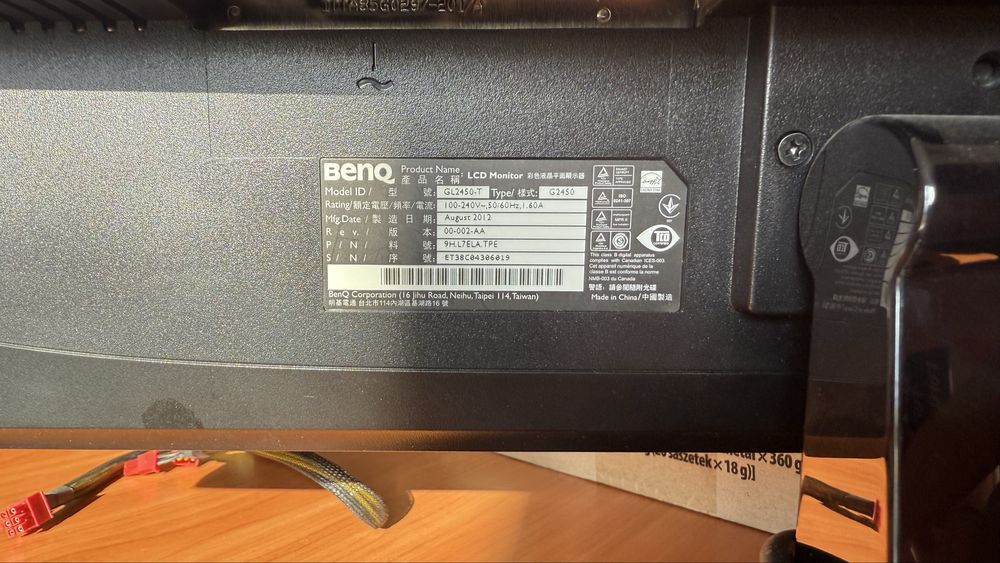 BenQ
Product Name: LCD Monitor 彩色液晶平面顯示器
產品名稱
Model ID / 型號: GL2450-T Type/ 樣式: G2450
Rating/額定電壓/頻率/電流: 100-240V~,50/60Hz,1.60A
Mfg.Date / 製造日期: August 2012
Rev./ 版本: 00-002-AA
P/N/ 料號: 9H.L7ELA.TPE
S/N/ 序號: ET38C04306019
BenQ Corporation (16 Jihu Road, Neihu, Taipei 114, Taiwan)
明基電通 台北市114內湖區基湖路16號
ISO
TCO
This class B digital apparatus
complies with Canadian ICES-003.
Cet appareil numérique de la
classe B est conforme la norme
NMB-003 du Canada
警語: 請參閱隨附光碟
Made in China/中國製造
× 360 g
saszetek × 18 g)]